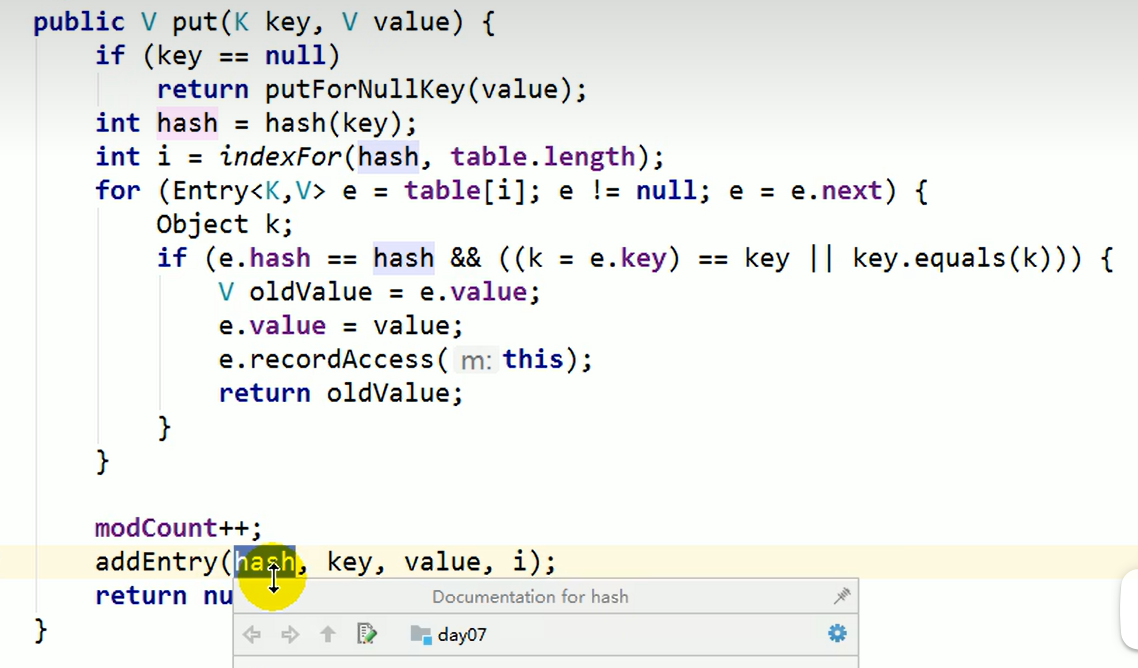 public V put(K key, V value) {
if (key == null)
return putForNullKey(value);
int hash = hash(key);
int i = indexFor(hash, table.length);
for (Entry<K,V> e = table[i]; e != null; e = e.next) {
Object k;
if (e.hash == hash && ((k = e.key) == key || key.equals(k))) {
V oldValue = e.value;
e.value = value;
e.recordAccess( m: this);
return oldValue;
}
}
modCount++;
addEntry(hash, key, value, i);
return nu
Documentation for hash
day07
}